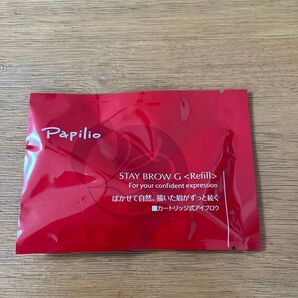 Papilio
STAY BROW G <Refill>
For your confident expression
ぼかせて自然。描いた眉がずっと続く
■カートリッジ式アイブロウ